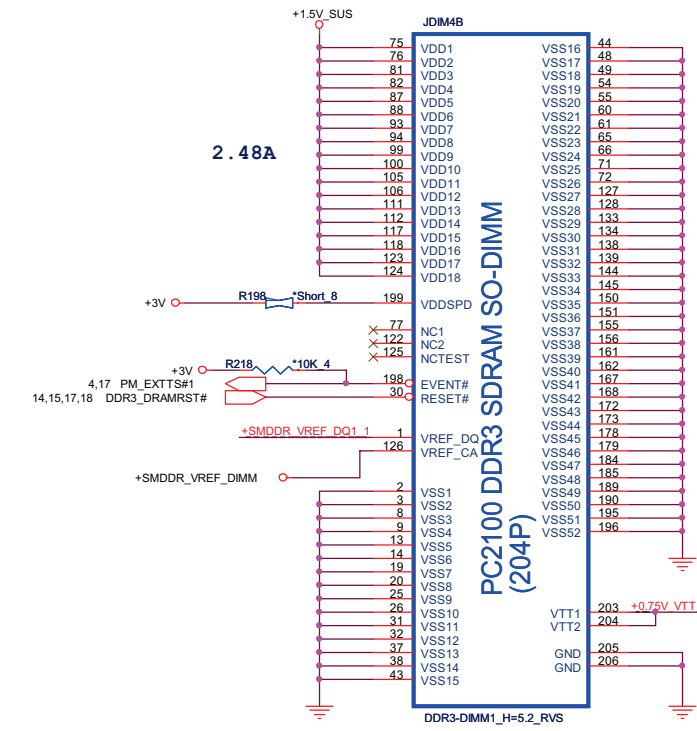 +1.5V_SUS
JDIM4B
2.48A
75 VDD1 VSS16 44
76 VDD2 VSS17 48
81 VDD3 VSS18 49
82 VDD4 VSS19 54
87 VDD5 VSS20 55
88 VDD6 VSS21 60
93 VDD7 VSS22 61
94 VDD8 VSS23 65
99 VDD9 VSS24 66
100 VDD10 VSS25 71
105 VDD11 VSS26 72
106 VDD12 VSS27 127
111 VDD13 VSS28 128
112 VDD14 VSS29 133
117 VDD15 VSS30 134
118 VDD16 VSS31 138
123 VDD17 VSS32 139
124 VDD18 VSS33 144
VSS34 145
+3V R198 *Short_8 199 VDDSPD VSS35 150
VSS36 151
77 NC1 VSS37 155
122 NC2 VSS38 156
125 NCTEST VSS39 161
+3V R218 *10K_4 VSS40 162
4,17 PM_EXTTS#1 198 EVENT# VSS41 167
14,15,17,18 DDR3_DRAMRST# 30 RESET# VSS42 168
VSS43 172
VSS44 173
+SMDDR_VREF_DQ1_1 1 VREF_DQ VSS45 178
126 VREF_CA VSS46 179
VSS47 184
+SMDDR_VREF_DIMM VSS48 185
2 VSS1 VSS49 189
3 VSS2 VSS50 190
8 VSS3 VSS51 195
9 VSS4 VSS52 196
13 VSS5
14 VSS6
19 VSS7
20 VSS8
25 VSS9
26 VSS10 VTT1 203 +0.75V_VTT
31 VSS11 VTT2 204
32 VSS12
37 VSS13 GND 205
38 VSS14 GND 206
43 VSS15
PC2100 DDR3 SDRAM SO-DIMM
(204P)
DDR3-DIMM1_H=5.2_RVS